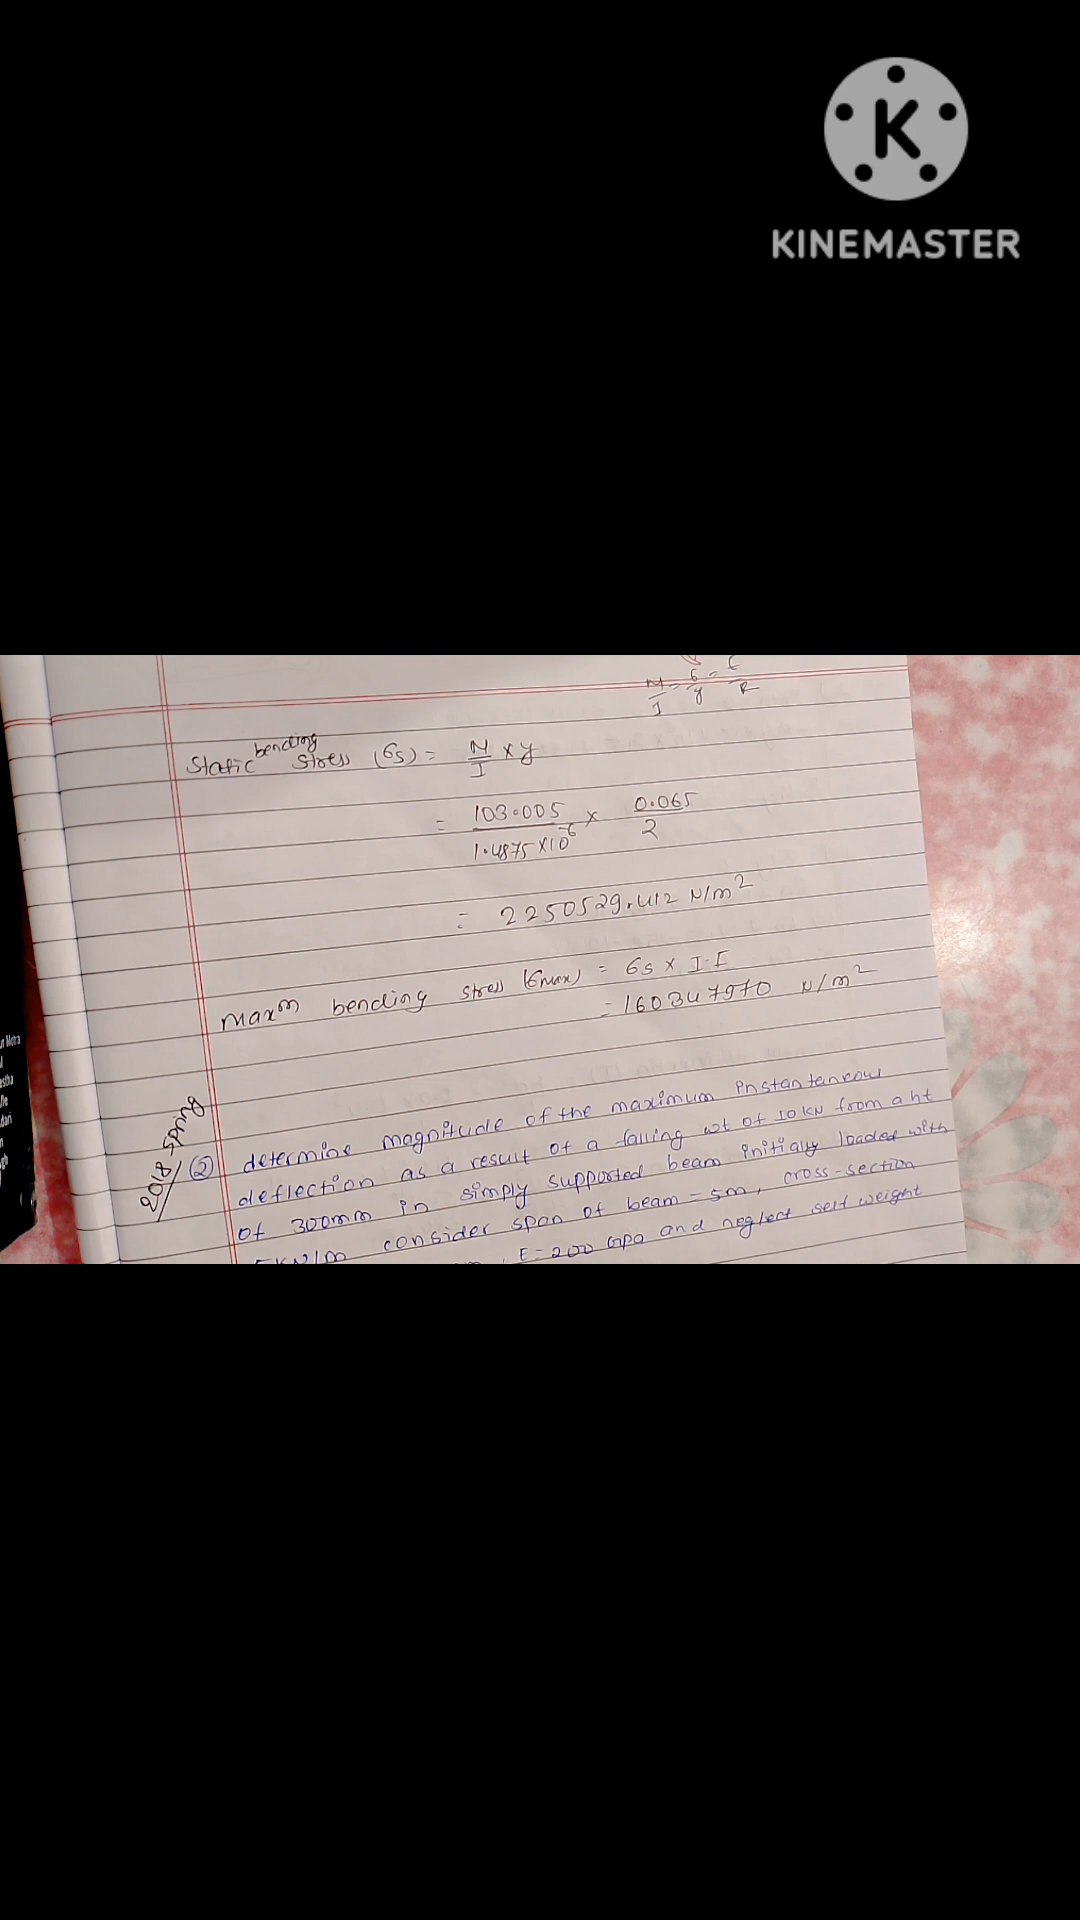 KINEMASTER
M/I = σ/y = E/R
Static bending stress (σs) = M/I × y
= 103.005/1.4875×10^-6 × 0.065/2
= 2250529.412 N/m²
maxm bending stress (σmax) = σs × I.F
= 160347970 N/m²
2018 Spring
② determine magnitude of the maximum instantaneous
deflection as a result of a falling wt of 10 kN from a ht
of 300mm in simply supported beam initially loaded with
5kN/m consider span of beam = 5m, cross-section
E = 200 Gpa and neglect self weight